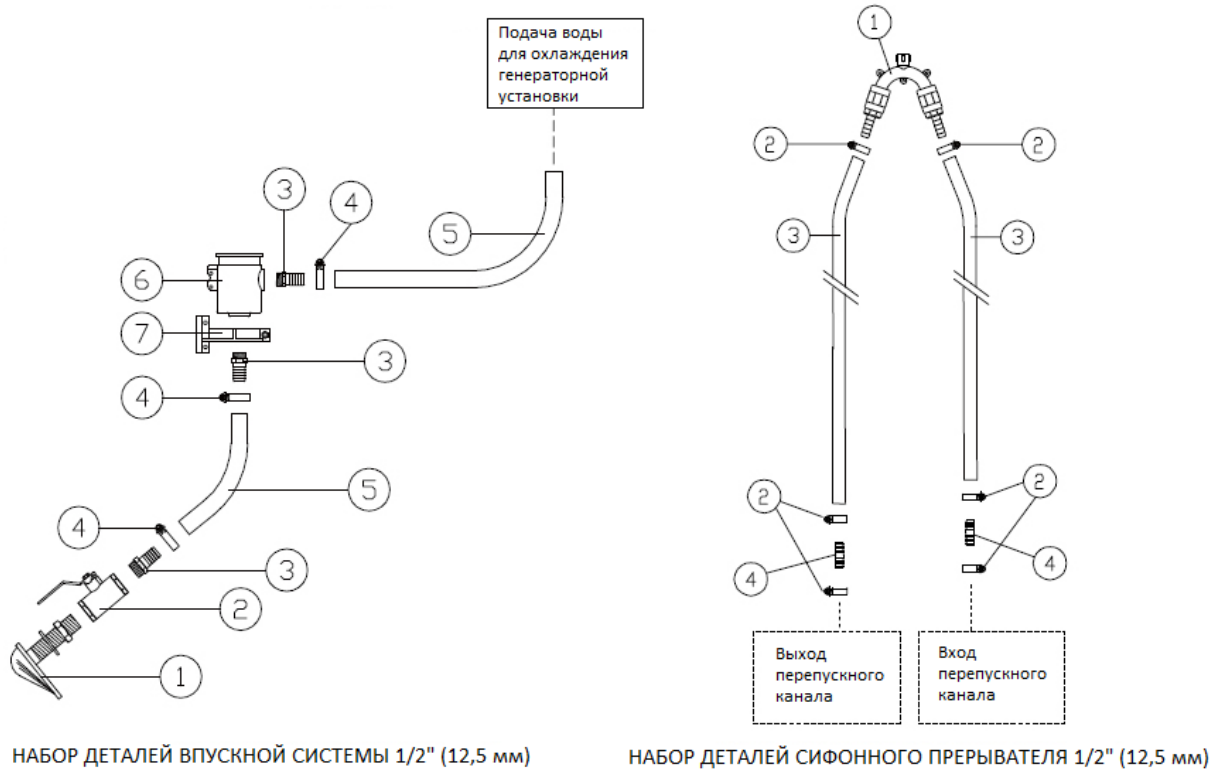 Подача воды
для охлаждения
генераторной
установки
3
4
5
6
7
3
4
5
4
3
2
1
НАБОР ДЕТАЛЕЙ ВПУСКНОЙ СИСТЕМЫ 1/2" (12,5 мм)
1
2
2
3
3
2
2
4
4
Выход
перепускного
канала
Вход
перепускного
канала
НАБОР ДЕТАЛЕЙ СИФОННОГО ПРЕРЫВАТЕЛЯ 1/2" (12,5 мм)